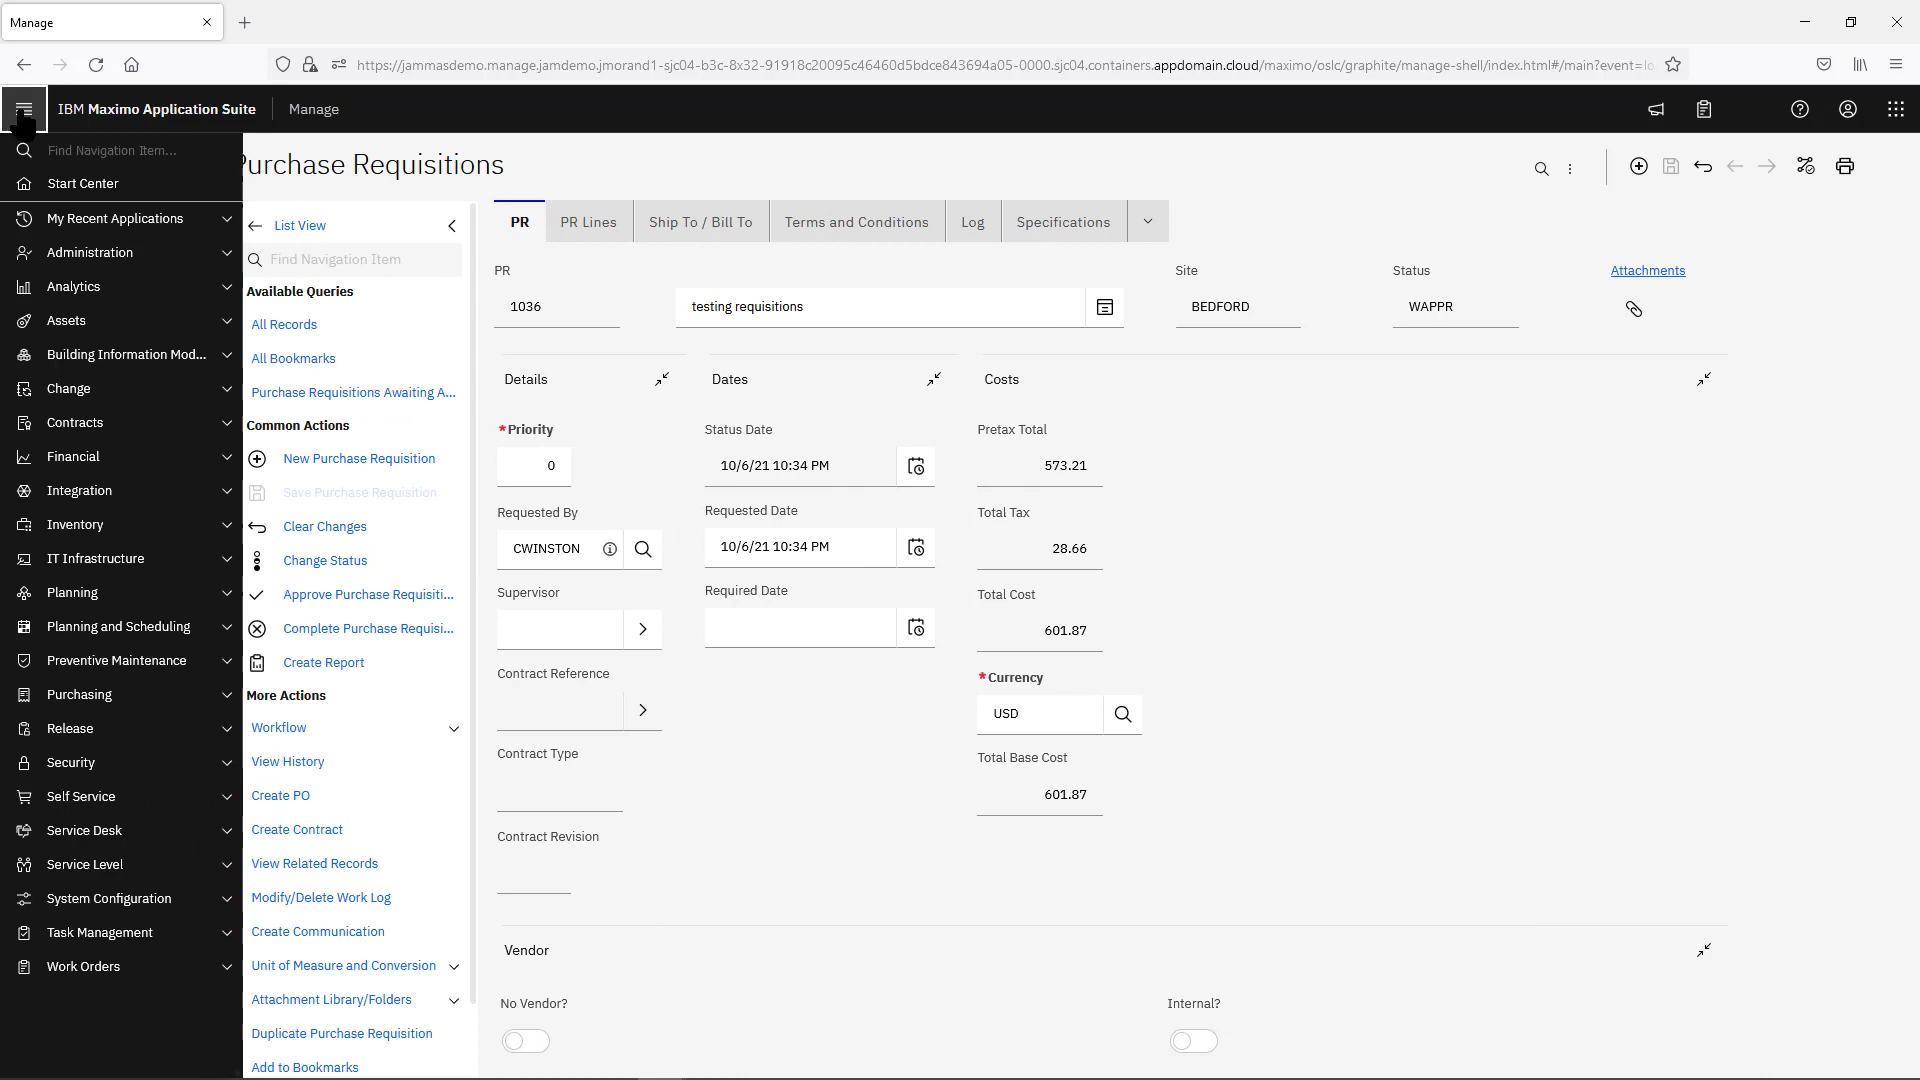 Manage
https://jammasdemo.manage.jamdemo.jmorand1-sjc04-b3c-8x32-91918c20095c46460d5bdce843694a05-0000.sjc04.containers.appdomain.cloud/maximo/oslc/graphite/manage-shell/index.html#/main?event=lo
IBM Maximo Application Suite
Manage
Find Navigation Item...
Start Center
My Recent Applications
Administration
Analytics
Assets
Building Information Mod...
Change
Contracts
Financial
Integration
Inventory
IT Infrastructure
Planning
Planning and Scheduling
Preventive Maintenance
Purchasing
Release
Security
Self Service
Service Desk
Service Level
System Configuration
Task Management
Work Orders
Purchase Requisitions
List View
Find Navigation Item
Available Queries
All Records
All Bookmarks
Purchase Requisitions Awaiting A...
Common Actions
New Purchase Requisition
Save Purchase Requisition
Clear Changes
Change Status
Approve Purchase Requisiti...
Complete Purchase Requisi...
Create Report
More Actions
Workflow
View History
Create PO
Create Contract
View Related Records
Modify/Delete Work Log
Create Communication
Unit of Measure and Conversion
Attachment Library/Folders
Duplicate Purchase Requisition
Add to Bookmarks
PR
PR Lines
Ship To / Bill To
Terms and Conditions
Log
Specifications
PR
1036
testing requisitions
Site
BEDFORD
Status
WAPPR
Attachments
Details
*Priority
0
Requested By
CWINSTON
Supervisor
Contract Reference
Contract Type
Contract Revision
Dates
Status Date
10/6/21 10:34 PM
Requested Date
10/6/21 10:34 PM
Required Date
Costs
Pretax Total
573.21
Total Tax
28.66
Total Cost
601.87
*Currency
USD
Total Base Cost
601.87
Vendor
No Vendor?
Internal?